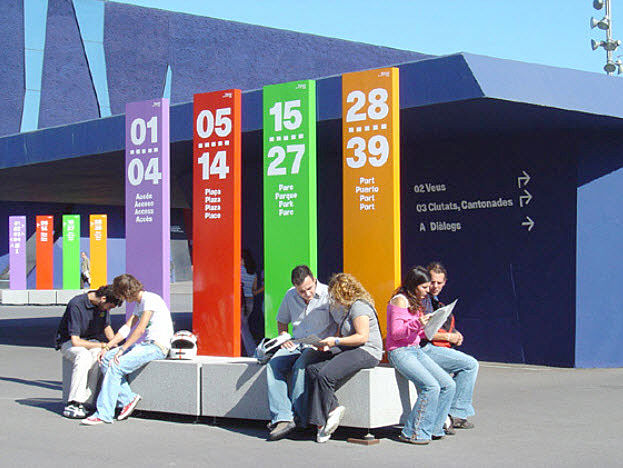 01
04
Accés
Acceso
Access
Accès
05
14
Plaça
Plaza
Plaza
Place
15
27
Parc
Parque
Park
Parc
28
39
Port
Puerto
Port
Port
02 Veus
03 Ciutats, Cantonades
A Diàlegs